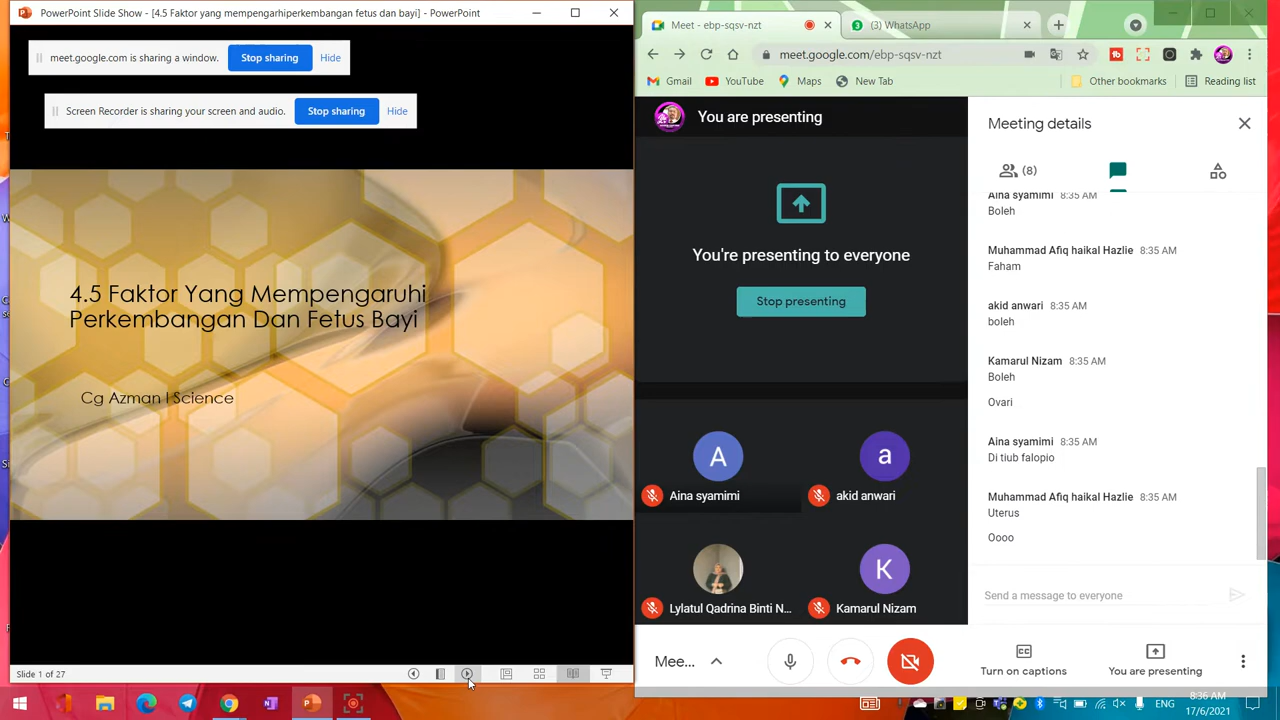 PowerPoint Slide Show - [4.5 Faktor yang mempengarhiperkembangan fetus dan bayi] - PowerPoint
meet.google.com is sharing a window.
Stop sharing
Hide
Screen Recorder is sharing your screen and audio.
Stop sharing
Hide
4.5 Faktor Yang Mempengaruhi
Perkembangan Dan Fetus Bayi
Cg Azman | Science
Slide 1 of 27
Meet - ebp-sqsv-nzt
(3) WhatsApp
meet.google.com/ebp-sqsv-nzt
Gmail
YouTube
Maps
New Tab
Other bookmarks
Reading list
You are presenting
You're presenting to everyone
Stop presenting
A
Aina syamimi
a
akid anwari
Lylatul Qadrina Binti N...
K
Kamarul Nizam
Meeting details
(8)
Aina syamimi 8:35 AM
Boleh
Muhammad Afiq haikal Hazlie 8:35 AM
Faham
akid anwari 8:35 AM
boleh
Kamarul Nizam 8:35 AM
Boleh
Ovari
Aina syamimi 8:35 AM
Di tiub falopio
Muhammad Afiq haikal Hazlie 8:35 AM
Uterus
Oooo
Send a message to everyone
Mee...
Turn on captions
You are presenting
ENG
8:36 AM
17/6/2021